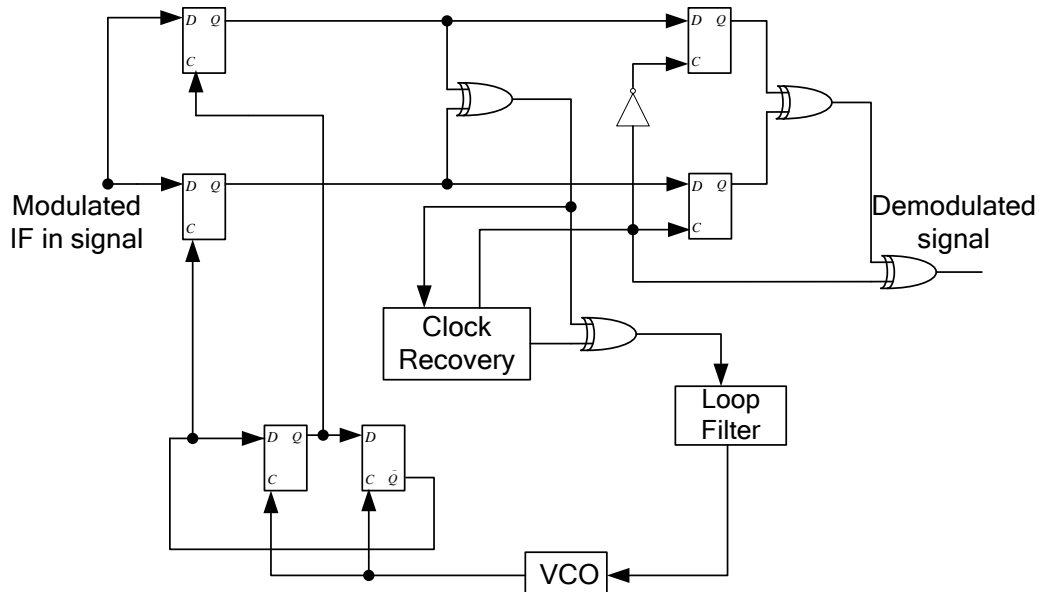 D Q
C
D Q
C
D Q
C
D Q
C
Modulated
IF in signal
Demodulated
signal
Clock
Recovery
Loop
Filter
D Q
C
D
C Q̄
VCO